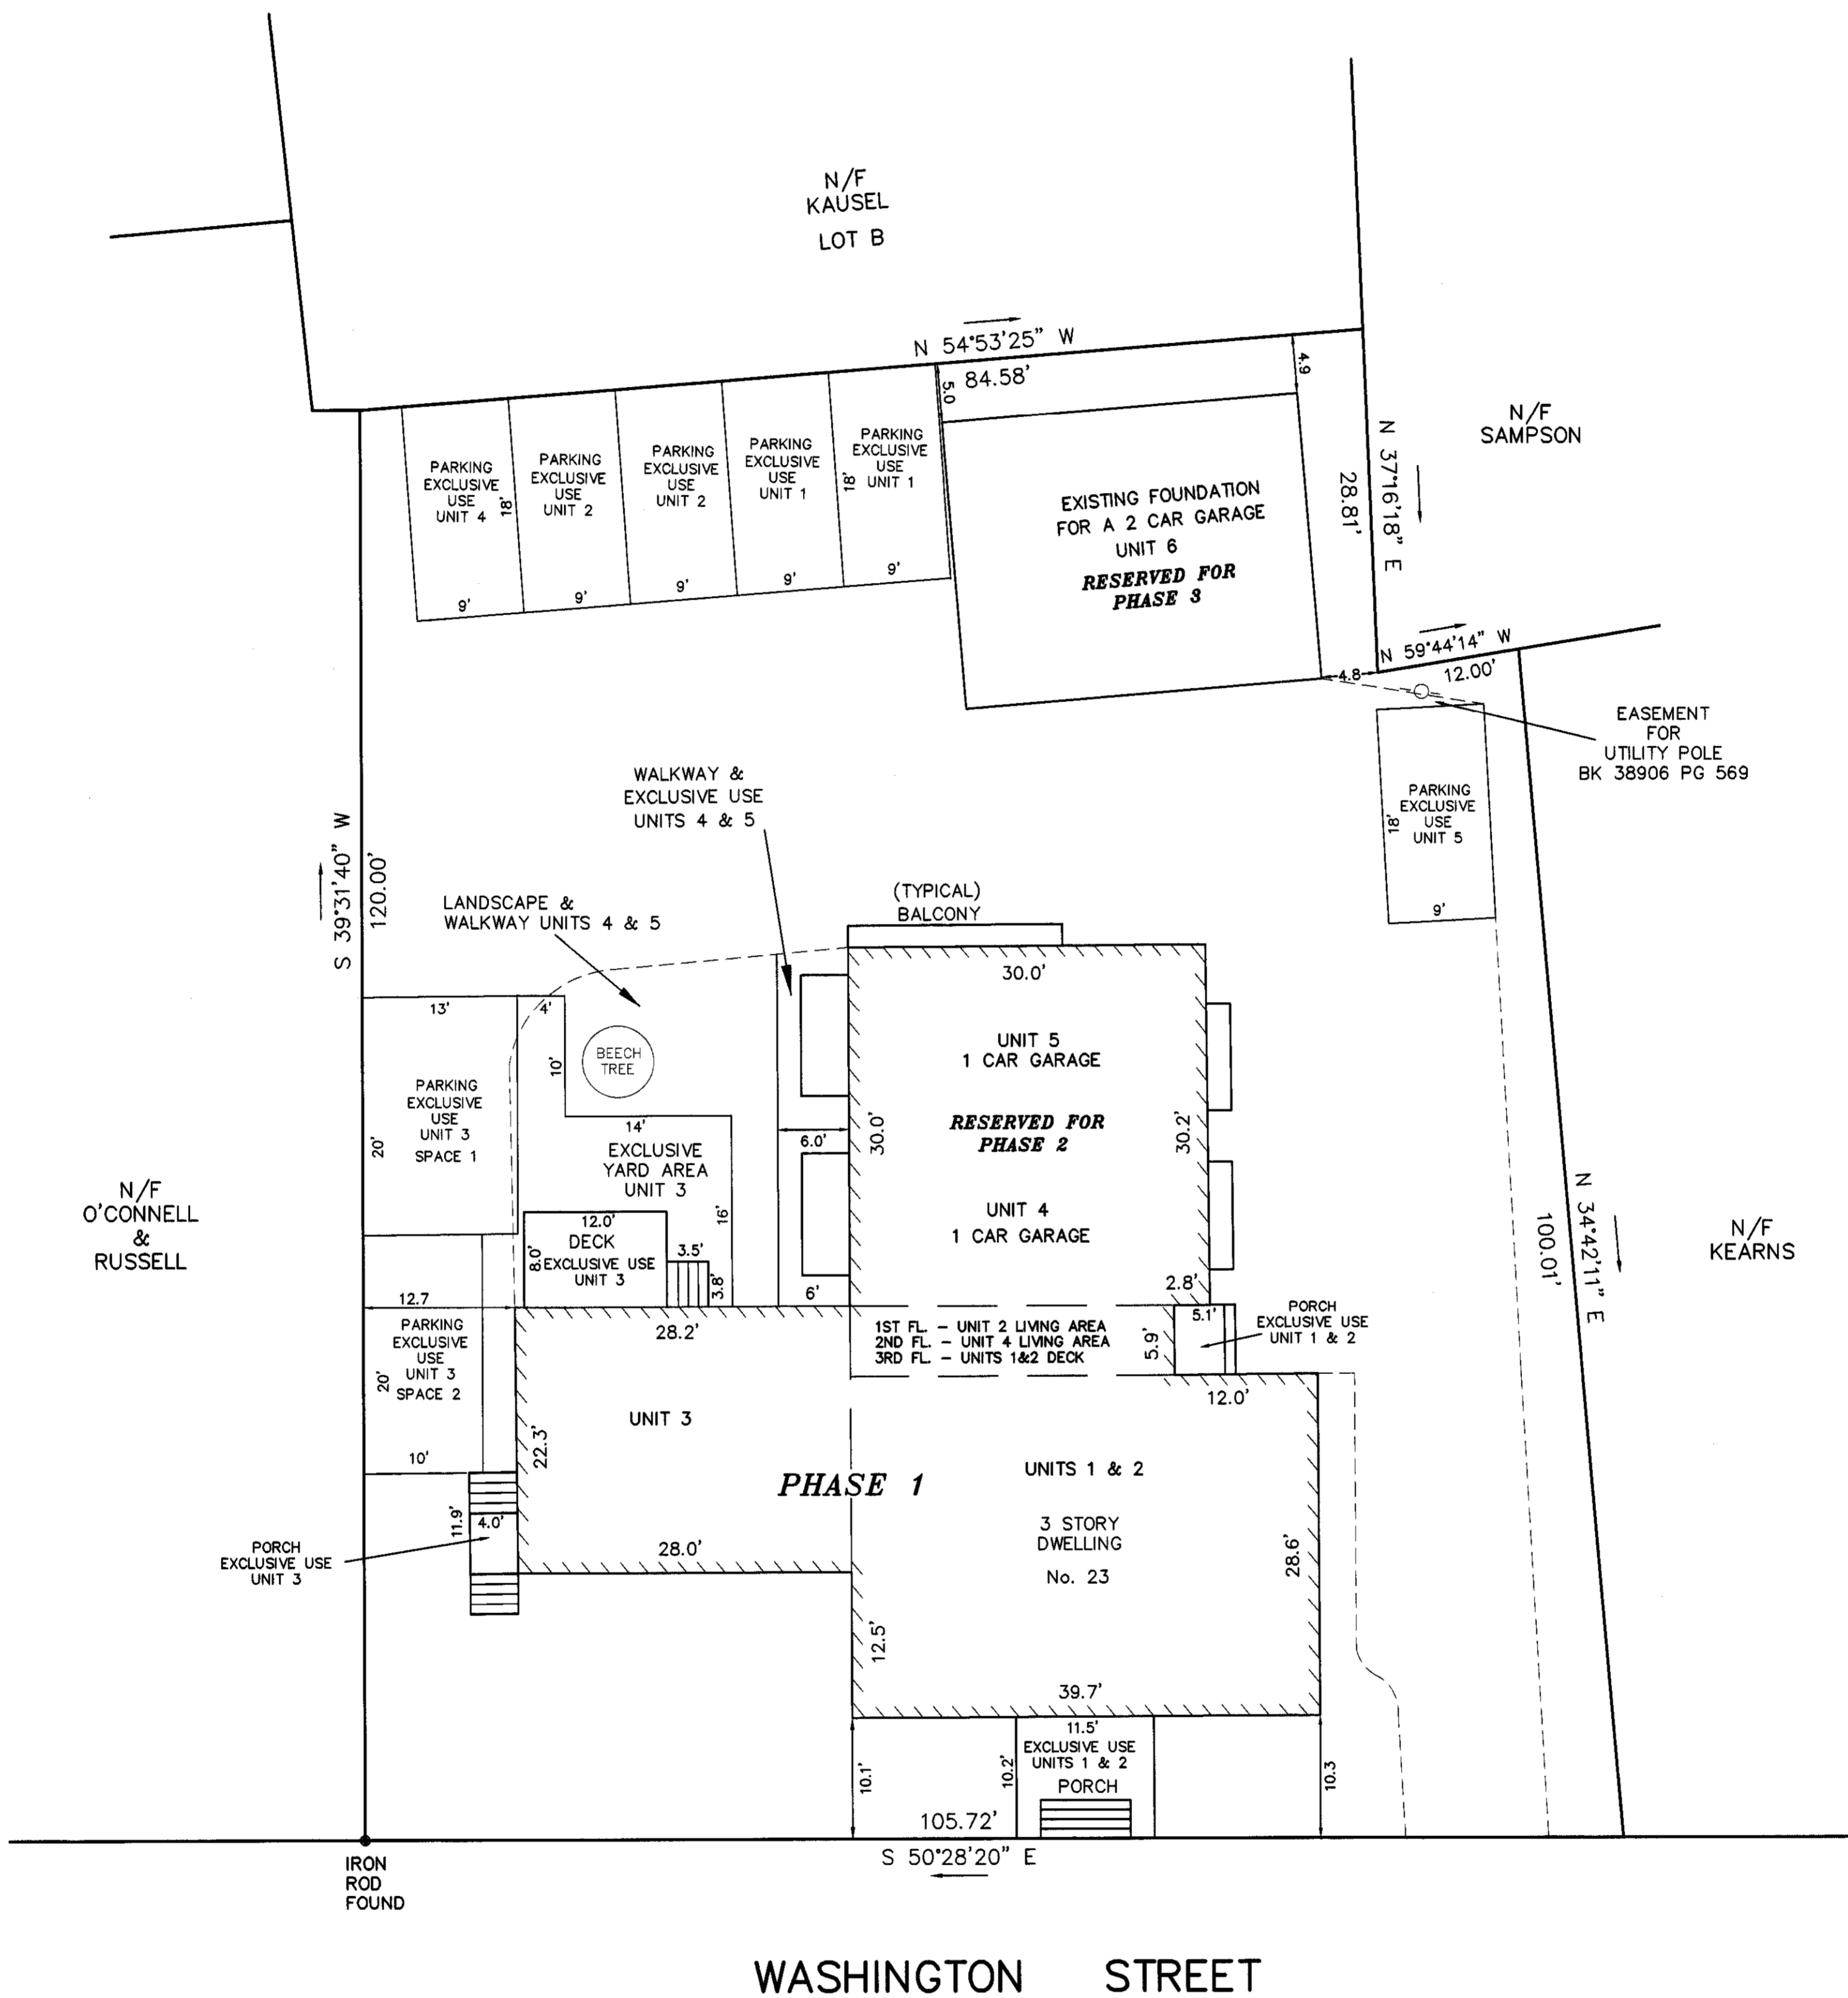 N/F
KAUSEL
LOT B
N 54°53'25" W
84.58'
5.0
4.9
N/F
SAMPSON
N 37°16'18" E
28.81'
PARKING
EXCLUSIVE
USE
UNIT 4
18'
9'
PARKING
EXCLUSIVE
USE
UNIT 2
9'
PARKING
EXCLUSIVE
USE
UNIT 2
9'
PARKING
EXCLUSIVE
USE
UNIT 1
9'
PARKING
EXCLUSIVE
USE
UNIT 1
18'
9'
EXISTING FOUNDATION
FOR A 2 CAR GARAGE
UNIT 6
RESERVED FOR
PHASE 3
N 59°44'14" W
12.00'
4.8
EASEMENT
FOR
UTILITY POLE
BK 38906 PG 569
PARKING
EXCLUSIVE
USE
UNIT 5
18'
9'
WALKWAY &
EXCLUSIVE USE
UNITS 4 & 5
S 39°31'40" W
120.00'
LANDSCAPE &
WALKWAY UNITS 4 & 5
(TYPICAL)
BALCONY
30.0'
13'
4'
10'
BEECH
TREE
UNIT 5
1 CAR GARAGE
PARKING
EXCLUSIVE
USE
UNIT 3
SPACE 1
20'
14'
EXCLUSIVE
YARD AREA
UNIT 3
16'
6.0'
30.0'
RESERVED FOR
PHASE 2
30.2'
N/F
O'CONNELL
&
RUSSELL
UNIT 4
1 CAR GARAGE
N 34°42'11" E
100.01'
N/F
KEARNS
12.0'
DECK
EXCLUSIVE USE
UNIT 3
8.0'
3.5'
3.8'
6'
2.8'
12.7
28.2'
5.1'
5.9'
PORCH
EXCLUSIVE USE
UNIT 1 & 2
1ST FL. – UNIT 2 LIVING AREA
2ND FL. – UNIT 4 LIVING AREA
3RD FL. – UNITS 1&2 DECK
PARKING
EXCLUSIVE
USE
UNIT 3
SPACE 2
20'
10'
12.0'
UNIT 3
22.3'
UNITS 1 & 2
PHASE 1
3 STORY
DWELLING
No. 23
28.6'
11.9'
4.0'
PORCH
EXCLUSIVE USE
UNIT 3
28.0'
12.5'
39.7'
11.5'
EXCLUSIVE USE
UNITS 1 & 2
PORCH
10.1'
10.2'
10.3
105.72'
S 50°28'20" E
IRON
ROD
FOUND
WASHINGTON STREET